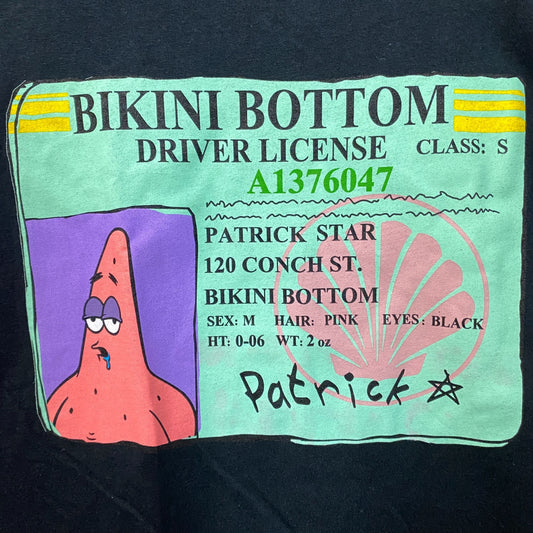 BIKINI BOTTOM
DRIVER LICENSE CLASS: S
A1376047
PATRICK STAR
120 CONCH ST.
BIKINI BOTTOM
SEX: M HAIR: PINK EYES: BLACK
HT: 0-06 WT: 2 oz
Patrick